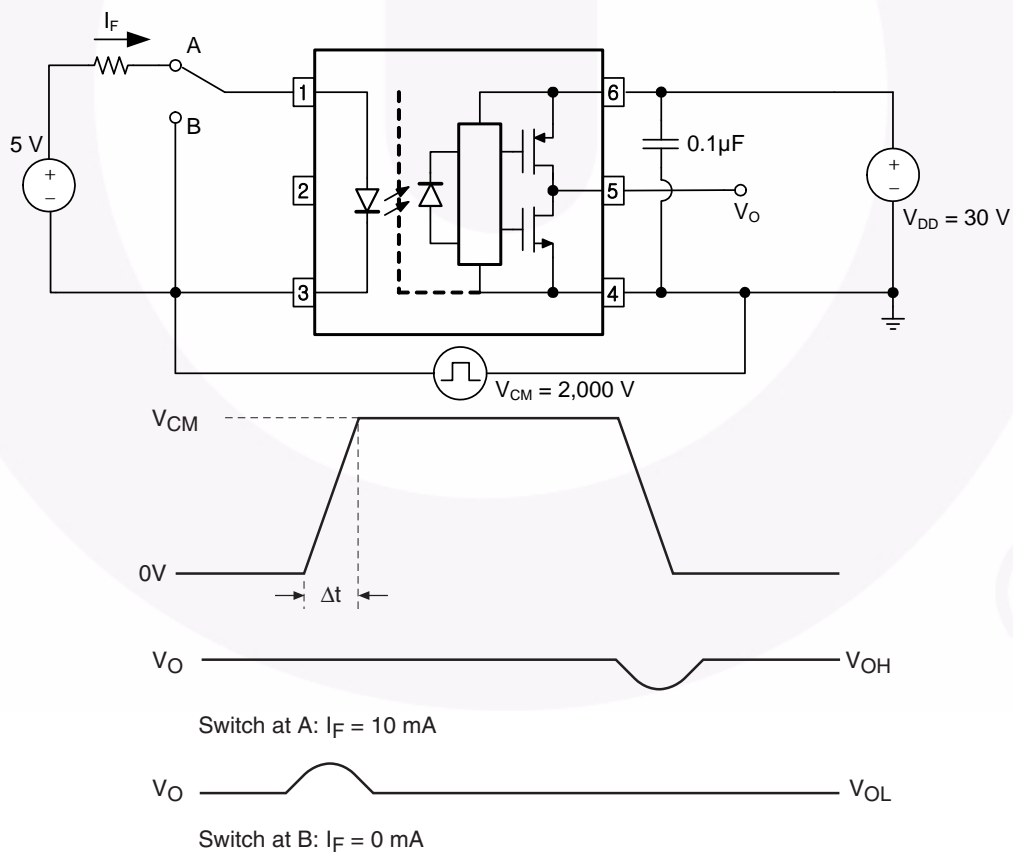 I_F
A
B
5 V
+
−
1
2
3
6
5
4
0.1µF
V_O
+
−
V_DD = 30 V
V_CM = 2,000 V
V_CM
0V
Δt
V_O
V_OH
Switch at A: I_F = 10 mA
V_O
V_OL
Switch at B: I_F = 0 mA